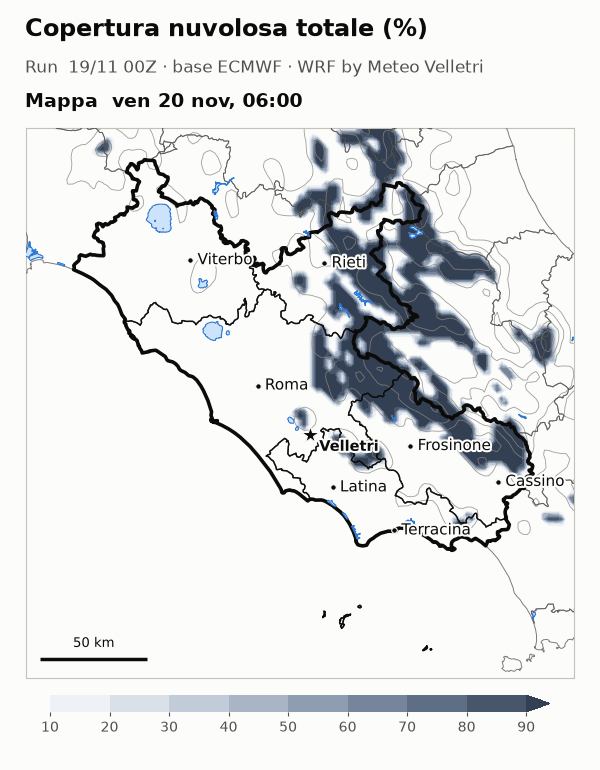 Copertura nuvolosa totale (%)
Run 19/11 00Z · base ECMWF · WRF by Meteo Velletri
Mappa ven 20 nov, 06:00
Viterbo
Rieti
Roma
Velletri
Frosinone
Cassino
Latina
Terracina
50 km
10 20 30 40 50 60 70 80 90